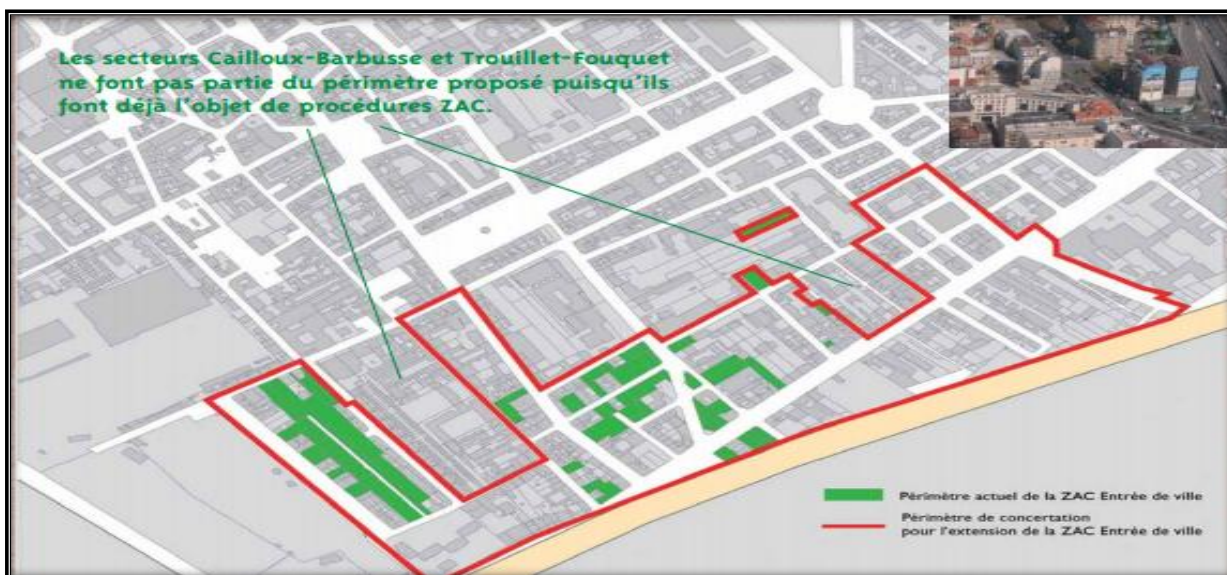 Les secteurs Cailloux-Barbusse et Trouillet-Fouquet
ne font pas partie du périmètre proposé puisqu'ils
font déjà l'objet de procédures ZAC.
Périmètre actuel de la ZAC Entrée de ville
Périmètre de concertation
pour l'extension de la ZAC Entrée de ville